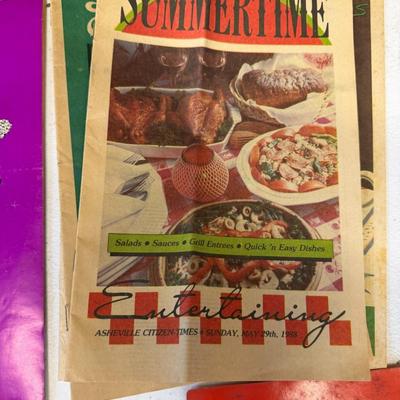 SUMMERTIME
Salads • Sauces • Grill Entrees • Quick 'n Easy Dishes
Entertaining
ASHEVILLE CITIZEN-TIMES • SUNDAY, MAY 29th, 1988